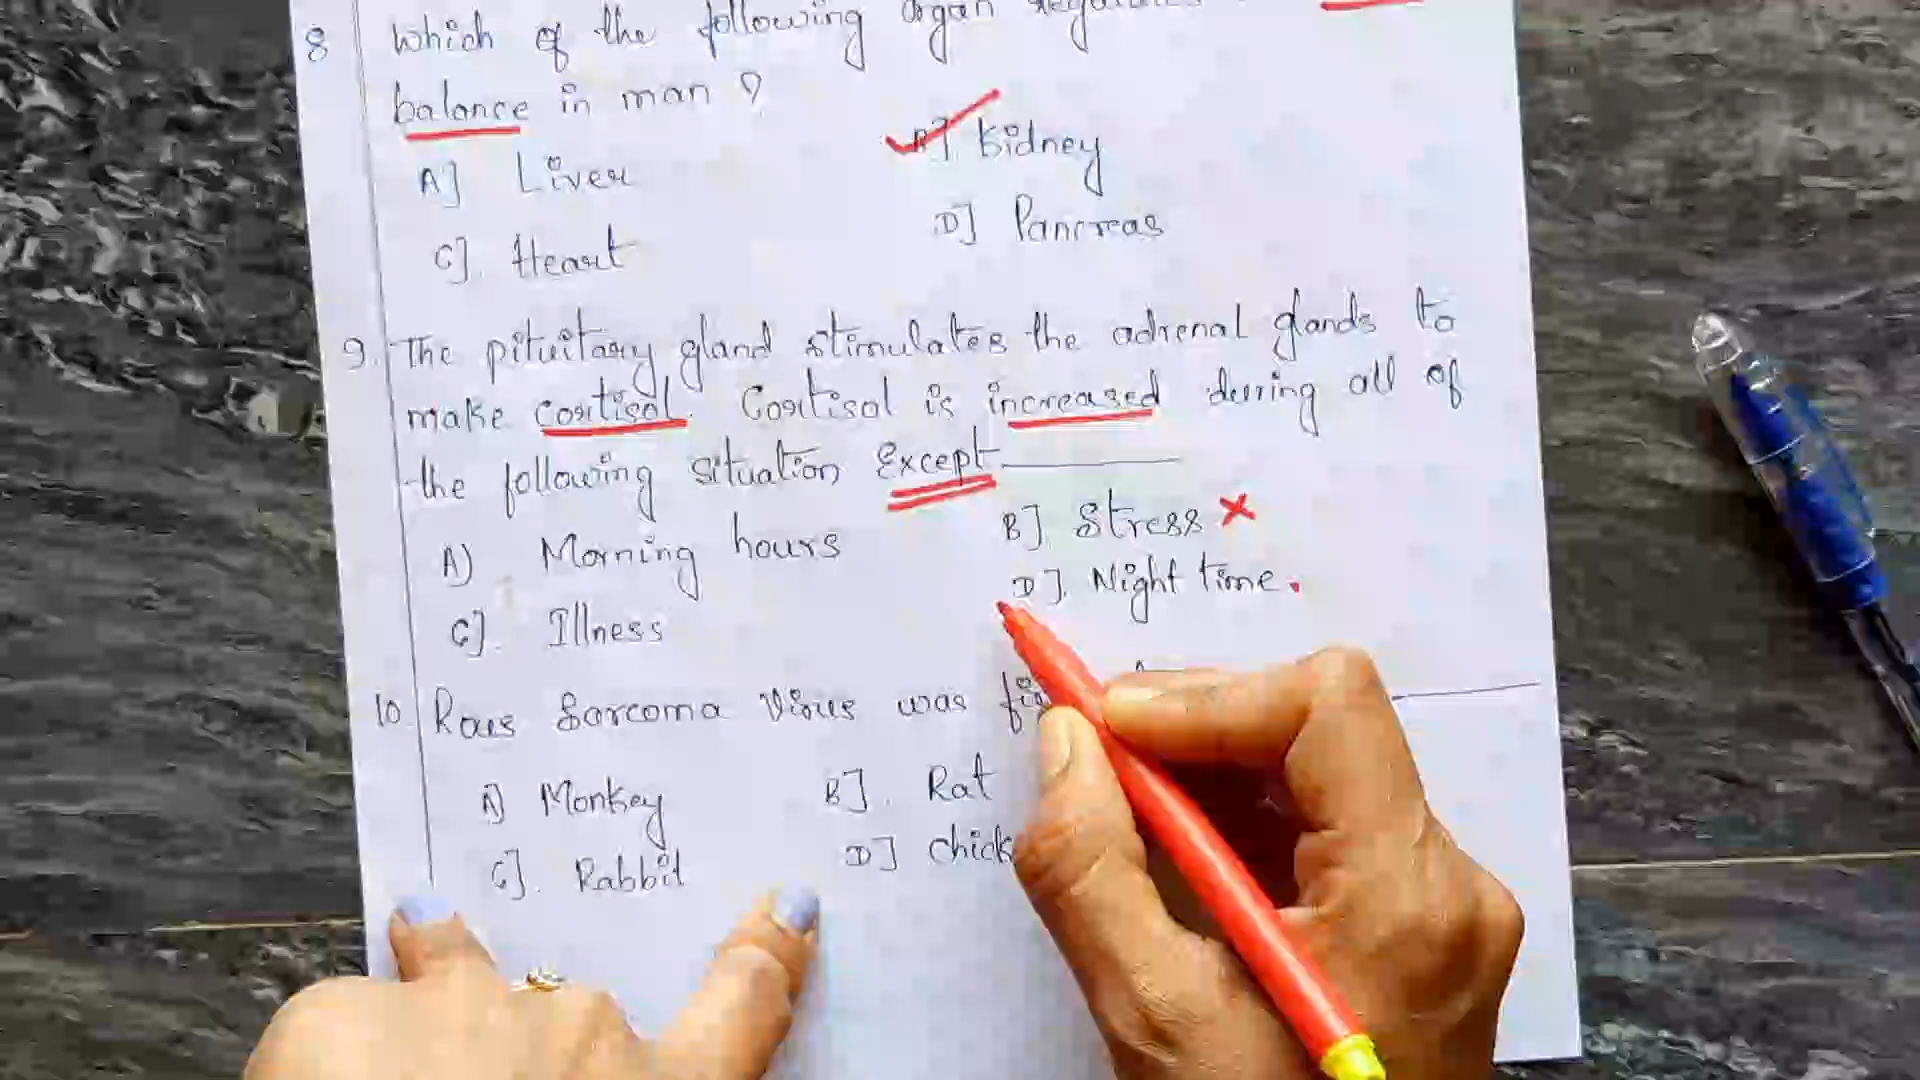 8 Which of the following organ
balance in man ?
A] Liver
B] Kidney
C]. Heart
D] Pancreas
9. The pituitary gland stimulates the adrenal glands to
make cortisol. Cortisol is increased during all of
the following situation Except
A) Morning hours
B] Stress
C]. Illness
D]. Night time.
10. Rous Sarcoma Virus was
A) Monkey
B]. Rat
C]. Rabbit
D] Chick